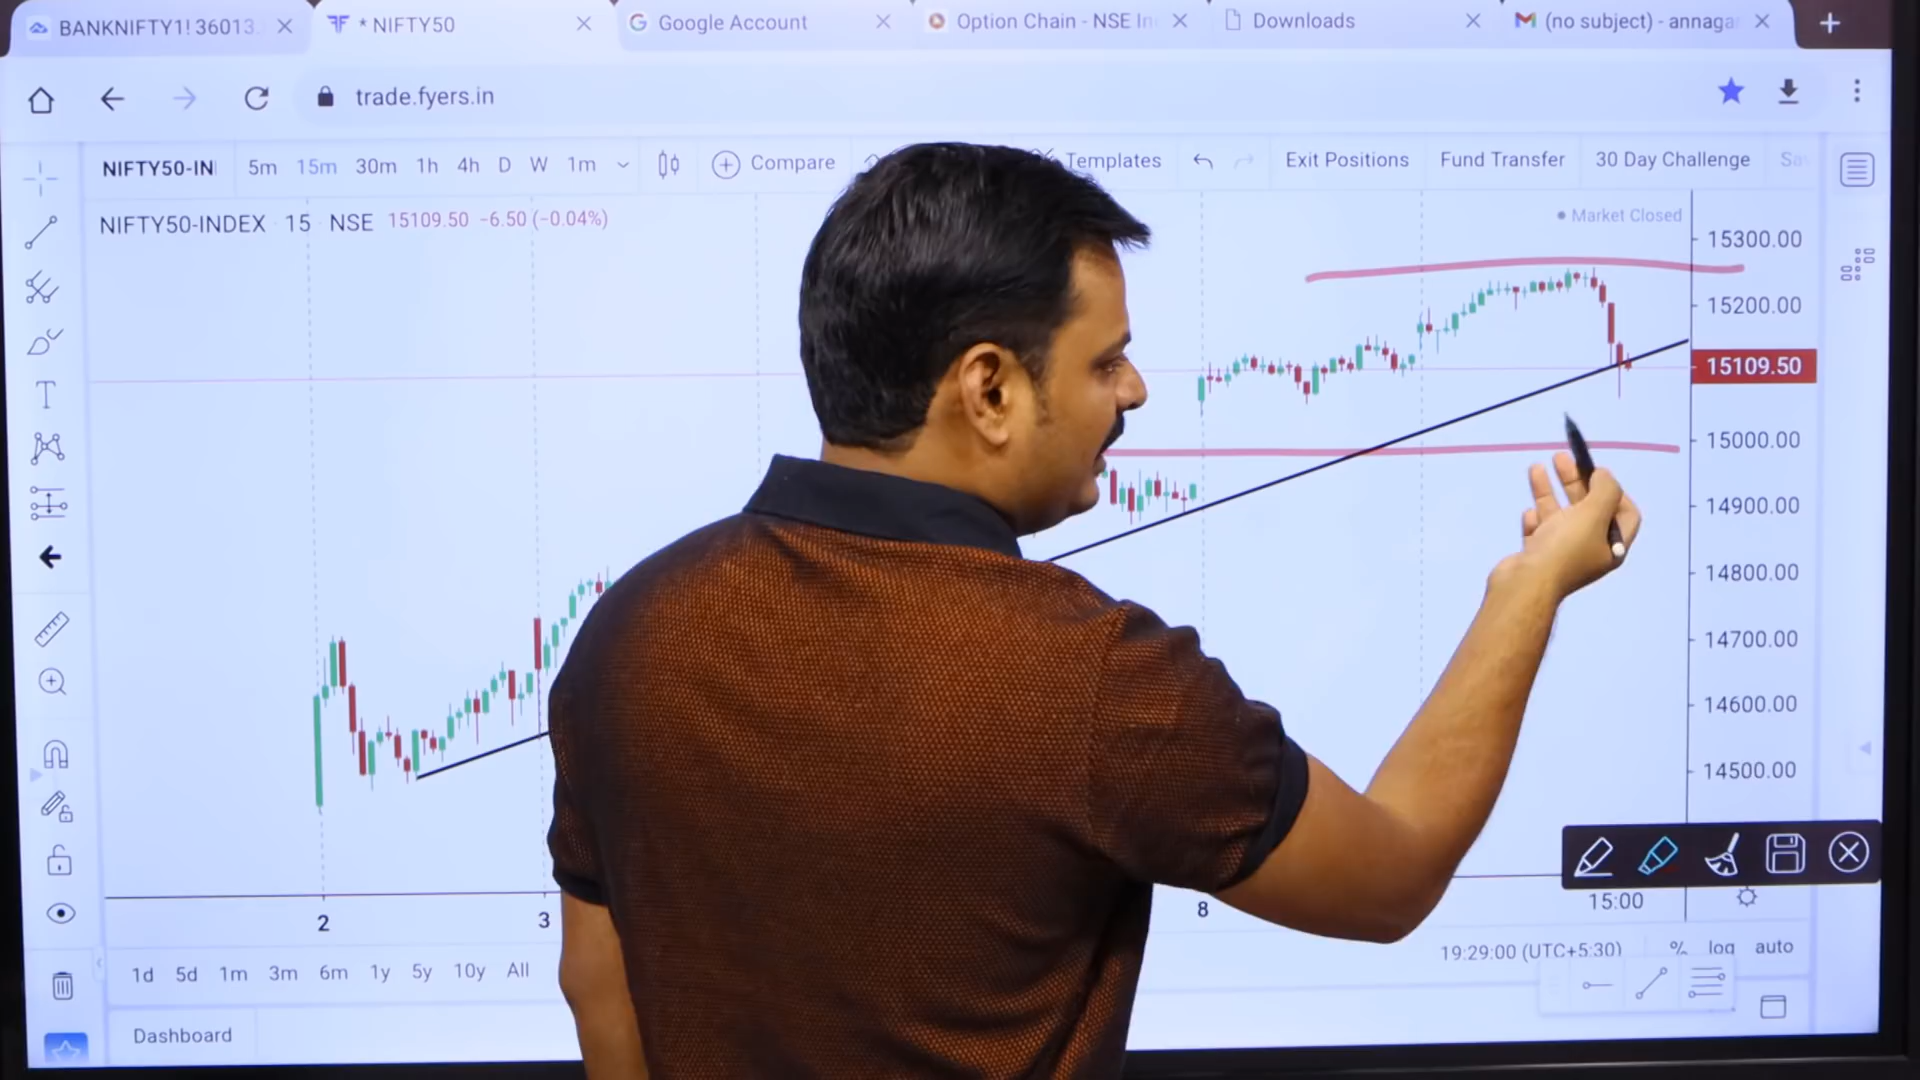 BANKNIFTY1! 36013.
* NIFTY50
Google Account
Option Chain - NSE In
Downloads
(no subject) - annaga
trade.fyers.in
NIFTY50-IN
5m 15m 30m 1h 4h D W 1m
Compare
Templates
Exit Positions
Fund Transfer
30 Day Challenge
NIFTY50-INDEX 15 NSE 15109.50 −6.50 (−0.04%)
Market Closed
15300.00
15200.00
15109.50
15000.00
14900.00
14800.00
14700.00
14600.00
14500.00
2 3 8 15:00
1d 5d 1m 3m 6m 1y 5y 10y All
19:29:00 (UTC+5:30) % log auto
Dashboard